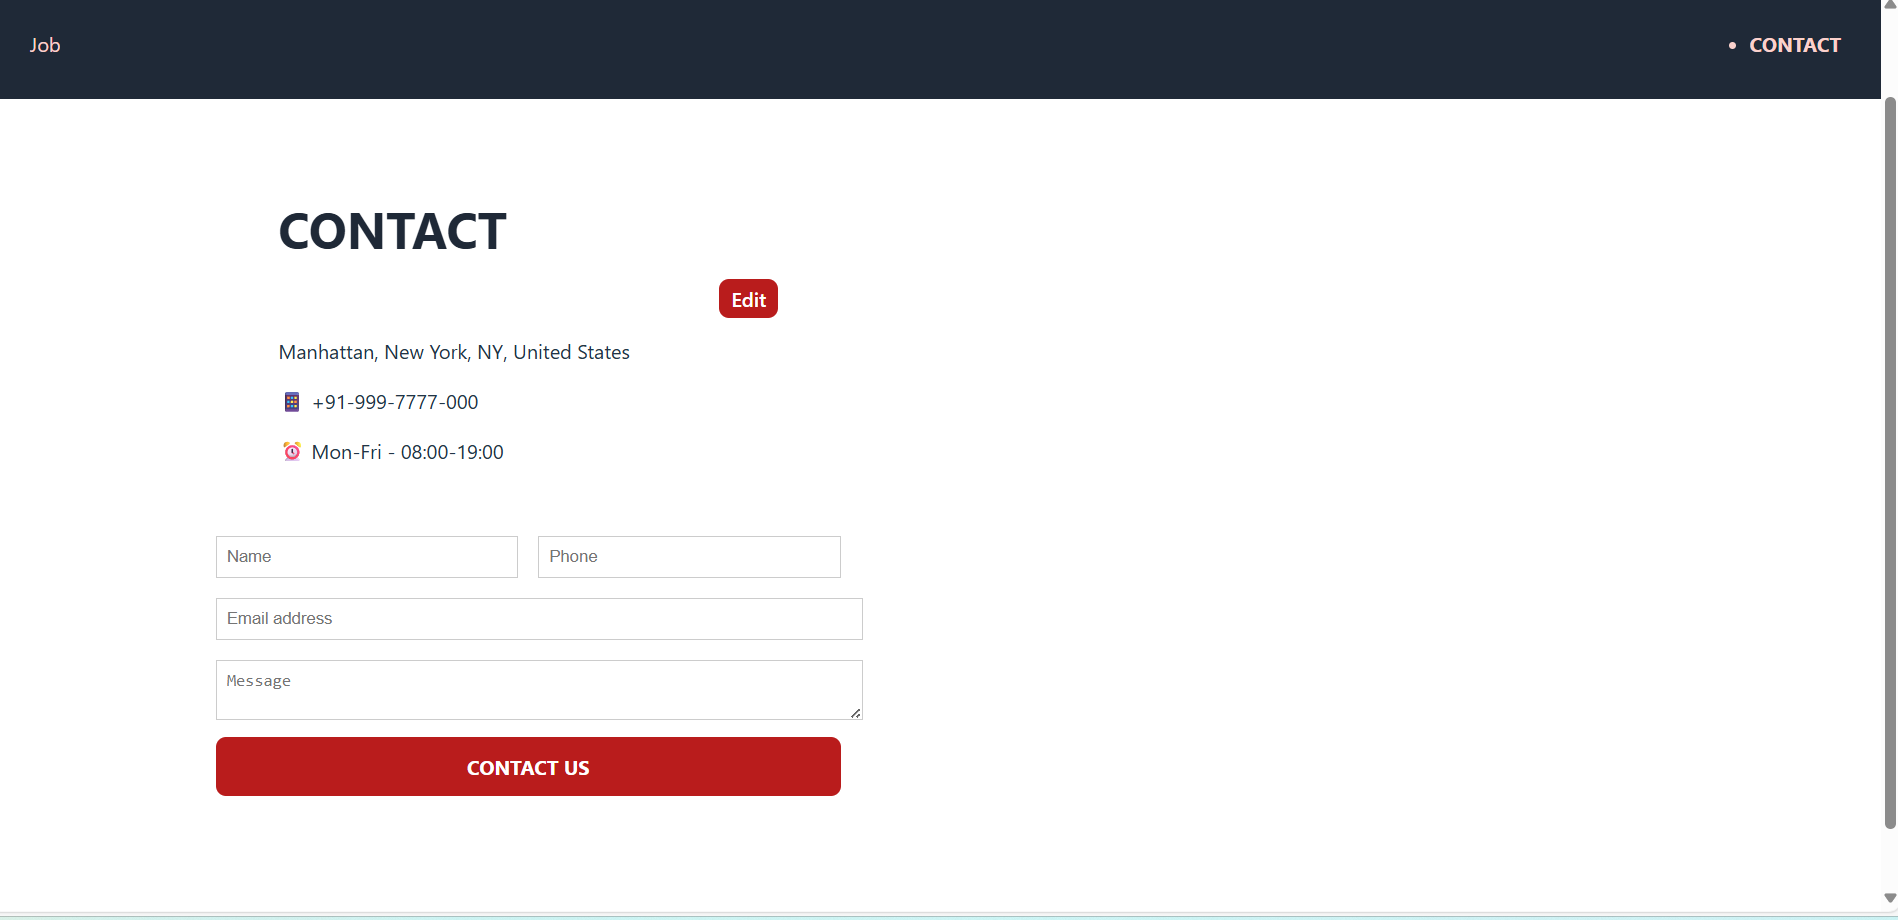 Job
• CONTACT
CONTACT
Edit
Manhattan, New York, NY, United States
+91-999-7777-000
Mon-Fri - 08:00-19:00
Name
Phone
Email address
Message
CONTACT US